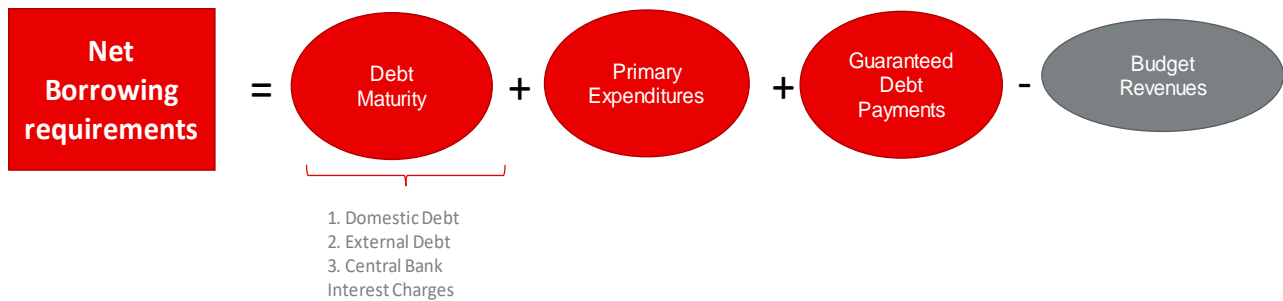 Net
Borrowing
requirements
=
Debt
Maturity
+
Primary
Expenditures
+
Guaranteed
Debt
Payments
-
Budget
Revenues
1. Domestic Debt
2. External Debt
3. Central Bank
Interest Charges